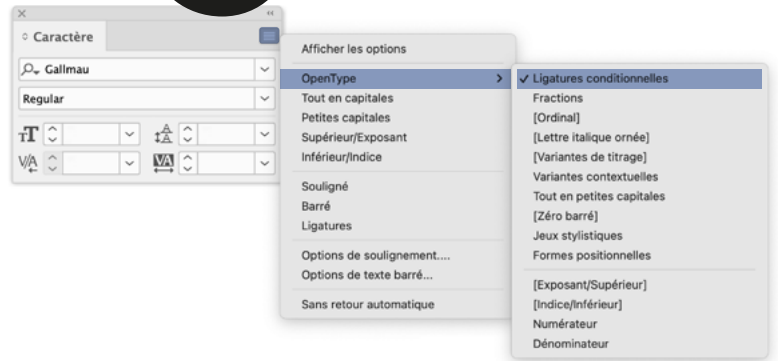 Caractère
Gallmau
Regular
Afficher les options
OpenType
Tout en capitales
Petites capitales
Supérieur/Exposant
Inférieur/Indice
Souligné
Barré
Ligatures
Options de soulignement....
Options de texte barré...
Sans retour automatique
✓ Ligatures conditionnelles
Fractions
[Ordinal]
[Lettre italique ornée]
[Variantes de titrage]
Variantes contextuelles
Tout en petites capitales
[Zéro barré]
Jeux stylistiques
Formes positionnelles
[Exposant/Supérieur]
[Indice/Inférieur]
Numérateur
Dénominateur